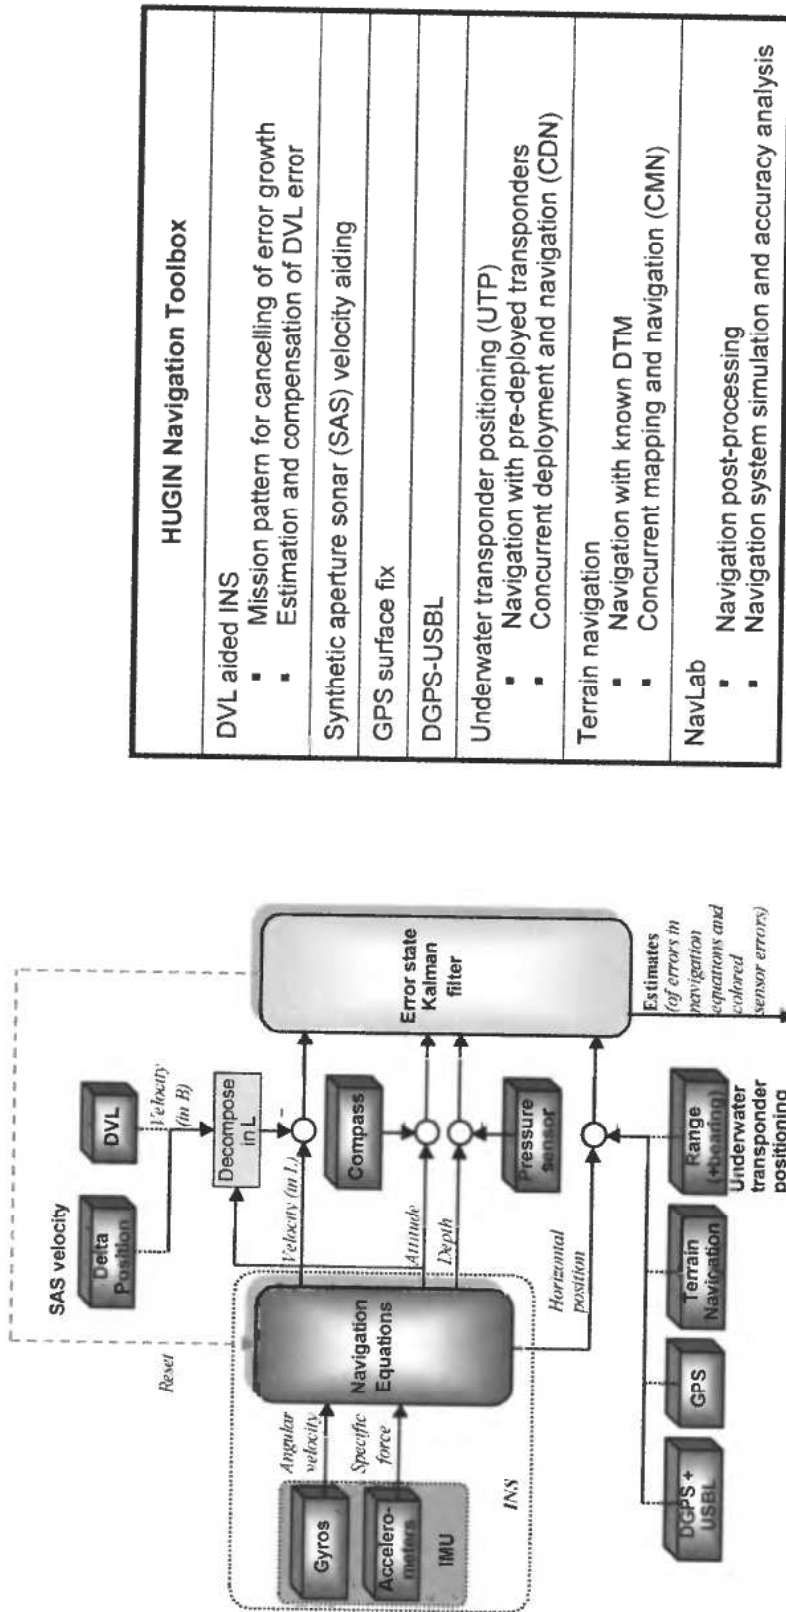 SAS velocity
Delta
Position
DVL
Velocity
(in B)
Decompose
in L
Reset
Gyros
Accelero-
meters
IMU
INS
Angular
velocity
Specific
force
Navigation
Equations
Velocity (in L)
Attitude
Depth
Horizontal
position
Compass
Pressure
sensor
Error state
Kalman
filter
Estimates
(of errors in
navigation
equations and
colored
sensor errors)
DGPS +
USBL
GPS
Terrain
Navigation
Range
(+bearing)
Underwater
transponder
positioning
HUGIN Navigation Toolbox
DVL aided INS
▪ Mission pattern for cancelling of error growth
▪ Estimation and compensation of DVL error
Synthetic aperture sonar (SAS) velocity aiding
GPS surface fix
DGPS-USBL
Underwater transponder positioning (UTP)
▪ Navigation with pre-deployed transponders
▪ Concurrent deployment and navigation (CDN)
Terrain navigation
▪ Navigation with known DTM
▪ Concurrent mapping and navigation (CMN)
NavLab
▪ Navigation post-processing
▪ Navigation system simulation and accuracy analysis